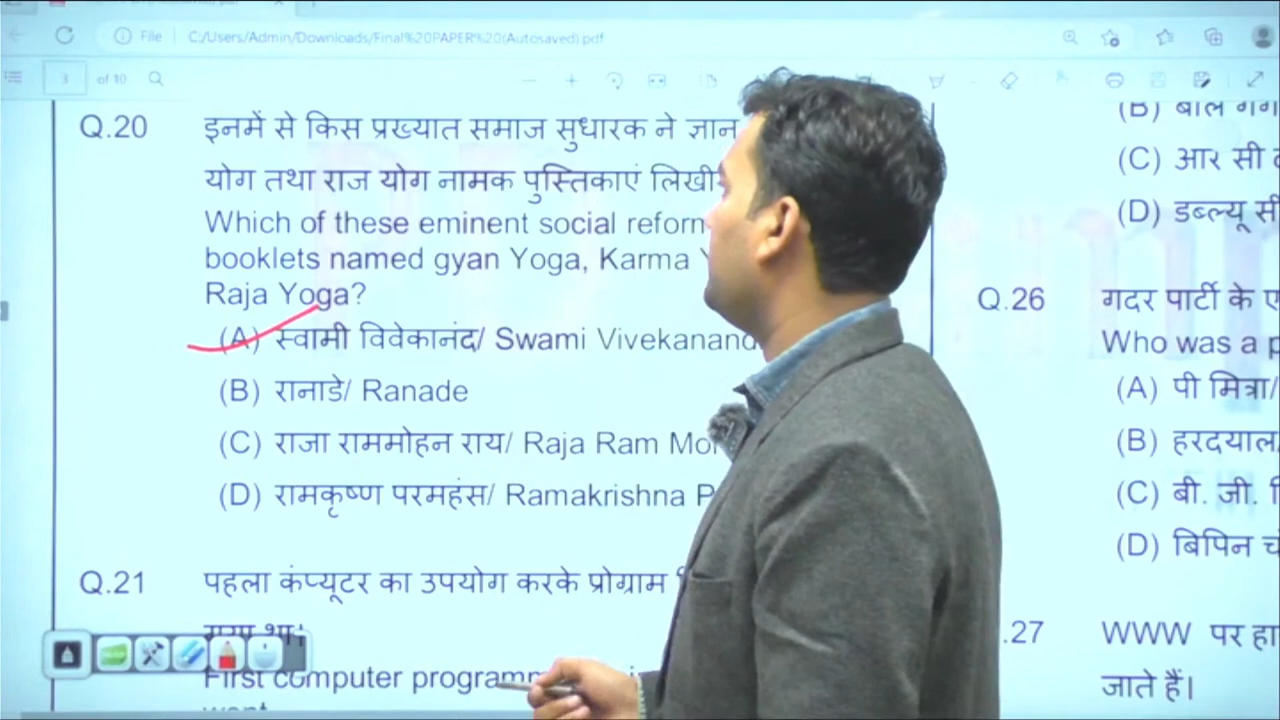 File
C:/Users/Admin/Downloads/Final%20PAPER%20(Autosaved).pdf
3 of 10
Q.20 इनमें से किस प्रख्यात समाज सुधारक ने ज्ञान
योग तथा राज योग नामक पुस्तिकाएं लिखी
Which of these eminent social reform
booklets named gyan Yoga, Karma Y
Raja Yoga?
(A) स्वामी विवेकानंद/ Swami Vivekanand
(B) रानाडे/ Ranade
(C) राजा राममोहन राय/ Raja Ram Mo
(D) रामकृष्ण परमहंस/ Ramakrishna P
Q.21 पहला कंप्यूटर का उपयोग करके प्रोग्राम
First computer programm
(B) बाल गंग
(C) आर सी
(D) डब्ल्यू सी
Q.26 गदर पार्टी के ए
Who was a p
(A) पी मित्रा/
(B) हरदयाल
(C) बी. जी.
(D) बिपिन
.27 WWW पर हा
जाते हैं।